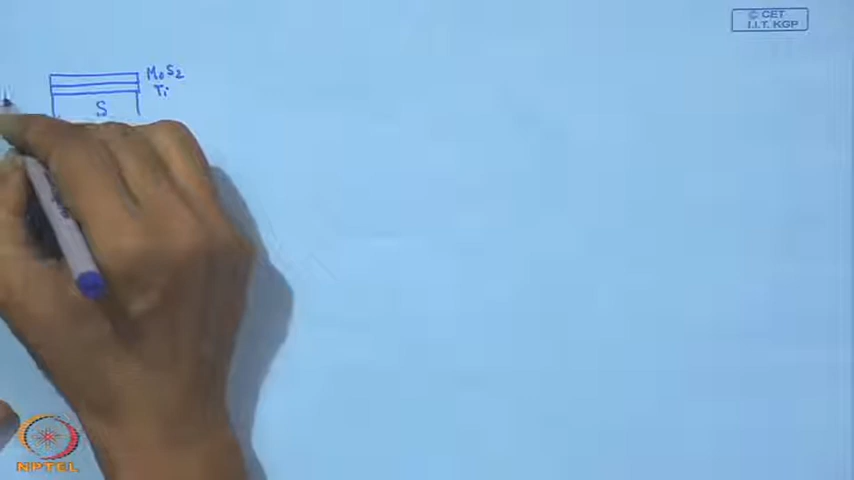 © CET
I.I.T. KGP
MoS2
Ti
S
NPTEL